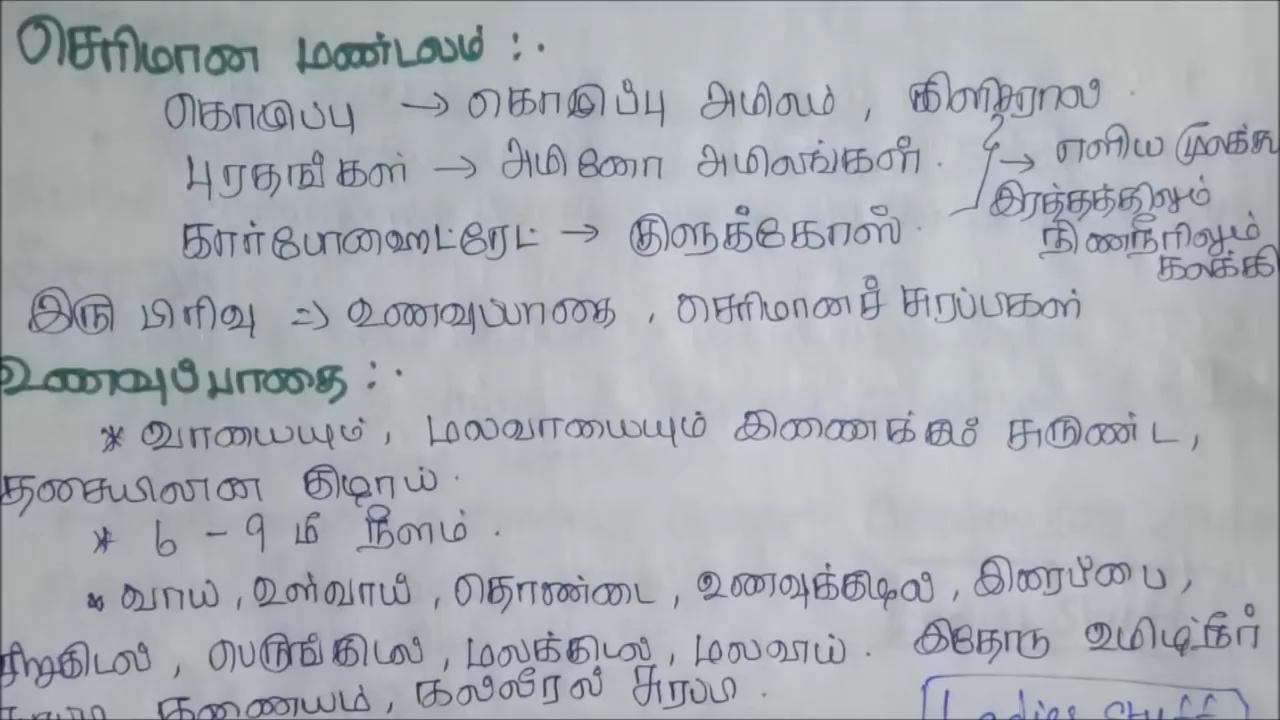 செரிமான மண்டலம் :-
கொழுப்பு → கொழுப்பு அமிலம் , கிளிசரால் .
→ எளிய மூலக்கூ
புரதங்கள் → அமினோ அமிலங்கள் .
இரத்தத்திலும்
கார்போஹைட்ரேட் → குளுக்கோஸ் .
நிணநீரிலும்
கலக்கி
இரு பிரிவு => உணவுப்பாதை , செரிமானச் சுரப்பிகள்
உணவுப்பாதை :-
* வாயையும் , மலவாயையும் இணைக்கும் சுருண்ட ,
தசையிலான குழாய் .
* 6 - 9 மீ நீளம் .
* வாய் , உள்வாய் , தொண்டை , உணவுக்குழல் , இரைப்பை ,
சிறுகுடல் , பெருங்குடல் , மலக்குடல் , மலவாய் . இதோடு உமிழ்நீர்
கணையம் , கல்லீரல் சுரப்பி .
Ladies Stuff